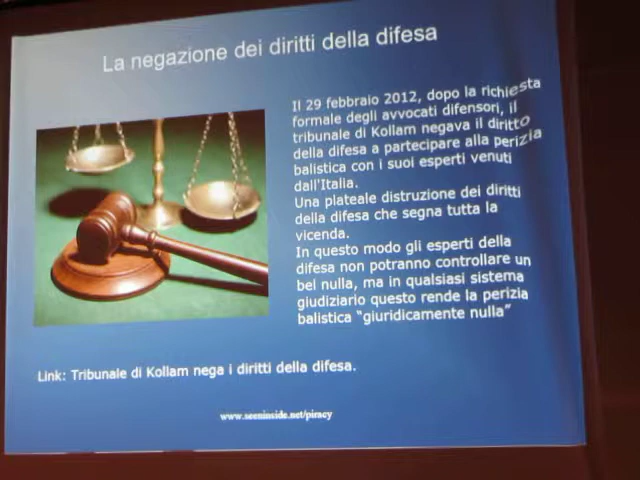 La negazione dei diritti della difesa
Il 29 febbraio 2012, dopo la richiesta
formale degli avvocati difensori, il
tribunale di Kollam negava il diritto
della difesa a partecipare alla perizia
balistica con i suoi esperti venuti
dall'Italia.
Una plateale distruzione dei diritti
della difesa che segna tutta la
vicenda.
In questo modo gli esperti della
difesa non potranno controllare un
bel nulla, ma in qualsiasi sistema
giudiziario questo rende la perizia
balistica “giuridicamente nulla”
Link: Tribunale di Kollam nega i diritti della difesa.
www.seeninside.net/piracy